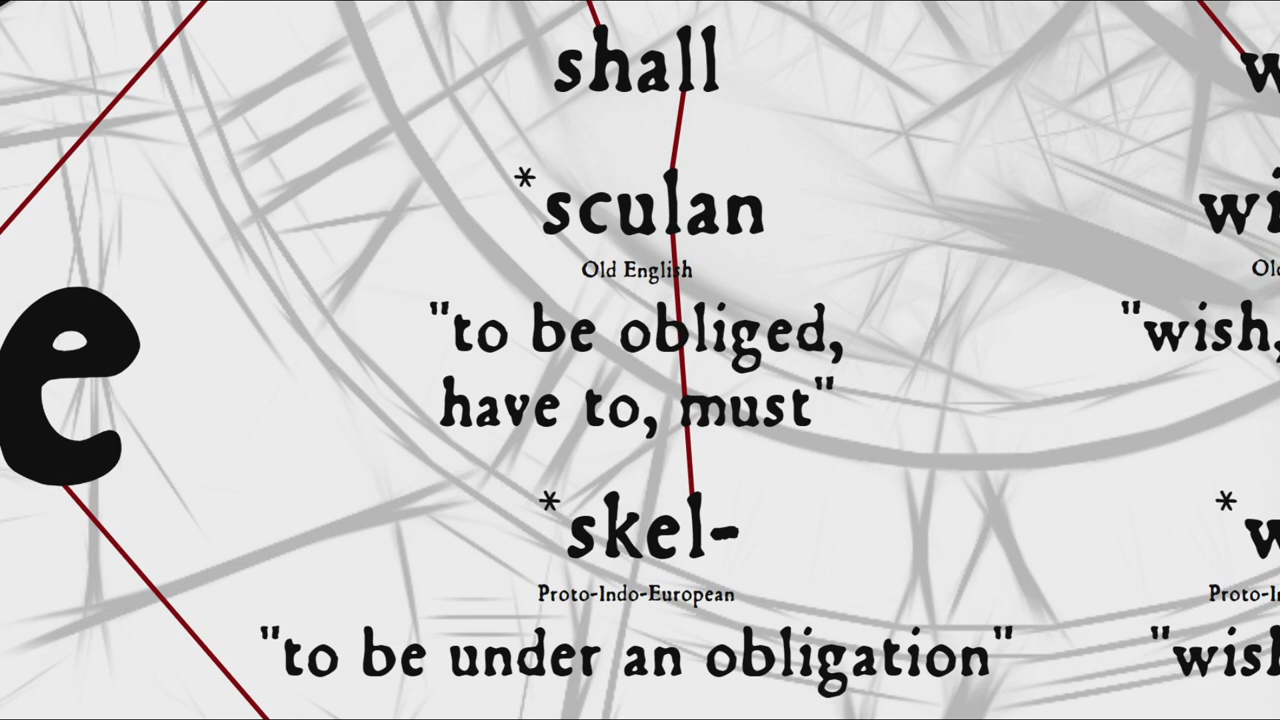 shall
*sculan
Old English
"to be obliged,
have to, must"
*skel-
Proto-Indo-European
"to be under an obligation"
e
"wish,